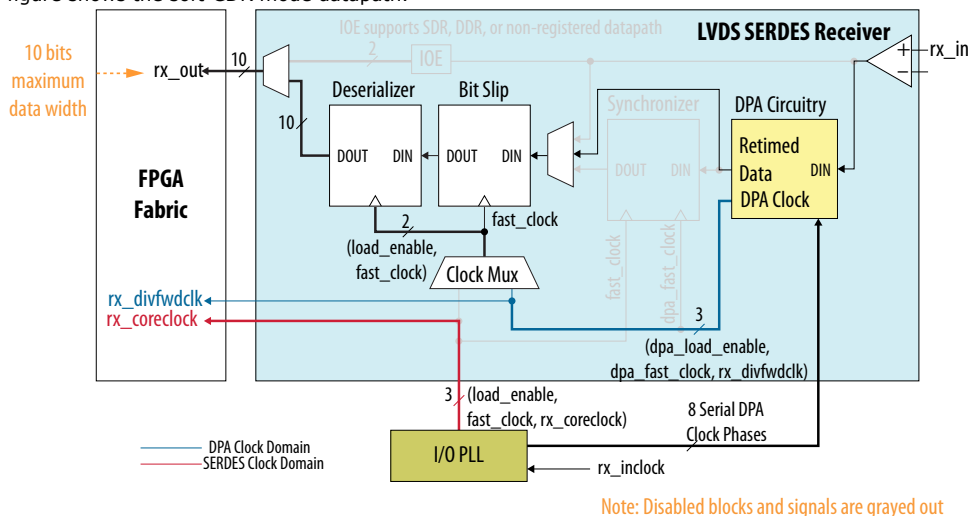 figure shows the soft-CDR mode datapath.
IOE supports SDR, DDR, or non-registered datapath
LVDS SERDES Receiver
10 bits
maximum
data width
rx_out
10
2
IOE
+
−
rx_in
Deserializer
Bit Slip
Synchronizer
DPA Circuitry
10
DOUT
DIN
DOUT
DIN
DOUT
DIN
Retimed
Data
DIN
DPA Clock
FPGA
Fabric
2
(load_enable,
fast_clock)
fast_clock
Clock Mux
fast_clock
dpa_fast_clock
rx_divfwdclk
rx_coreclock
3
(dpa_load_enable,
dpa_fast_clock, rx_divfwdclk)
3
(load_enable,
fast_clock, rx_coreclock)
8 Serial DPA
Clock Phases
I/O PLL
rx_inclock
DPA Clock Domain
SERDES Clock Domain
Note: Disabled blocks and signals are grayed out